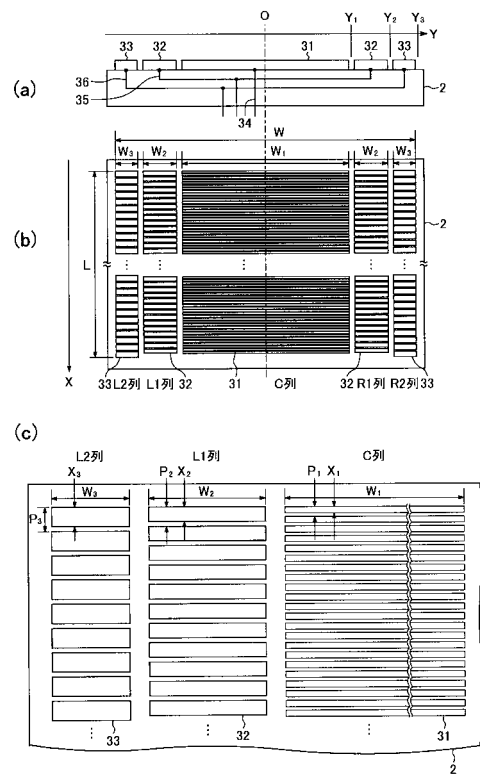 O
Y1 Y2 Y3
Y
33 32 31 32 33
(a)
36
35
34
2
W
W3 W2 W1 W2 W3
2
(b)
L
X
33 L2列 L1列 32 31 C列 32 R1列 R2列 33
(c)
L2列 L1列 C列
X3 P2 X2 P1 X1
W3 W2 W1
P3
33 32 31
2